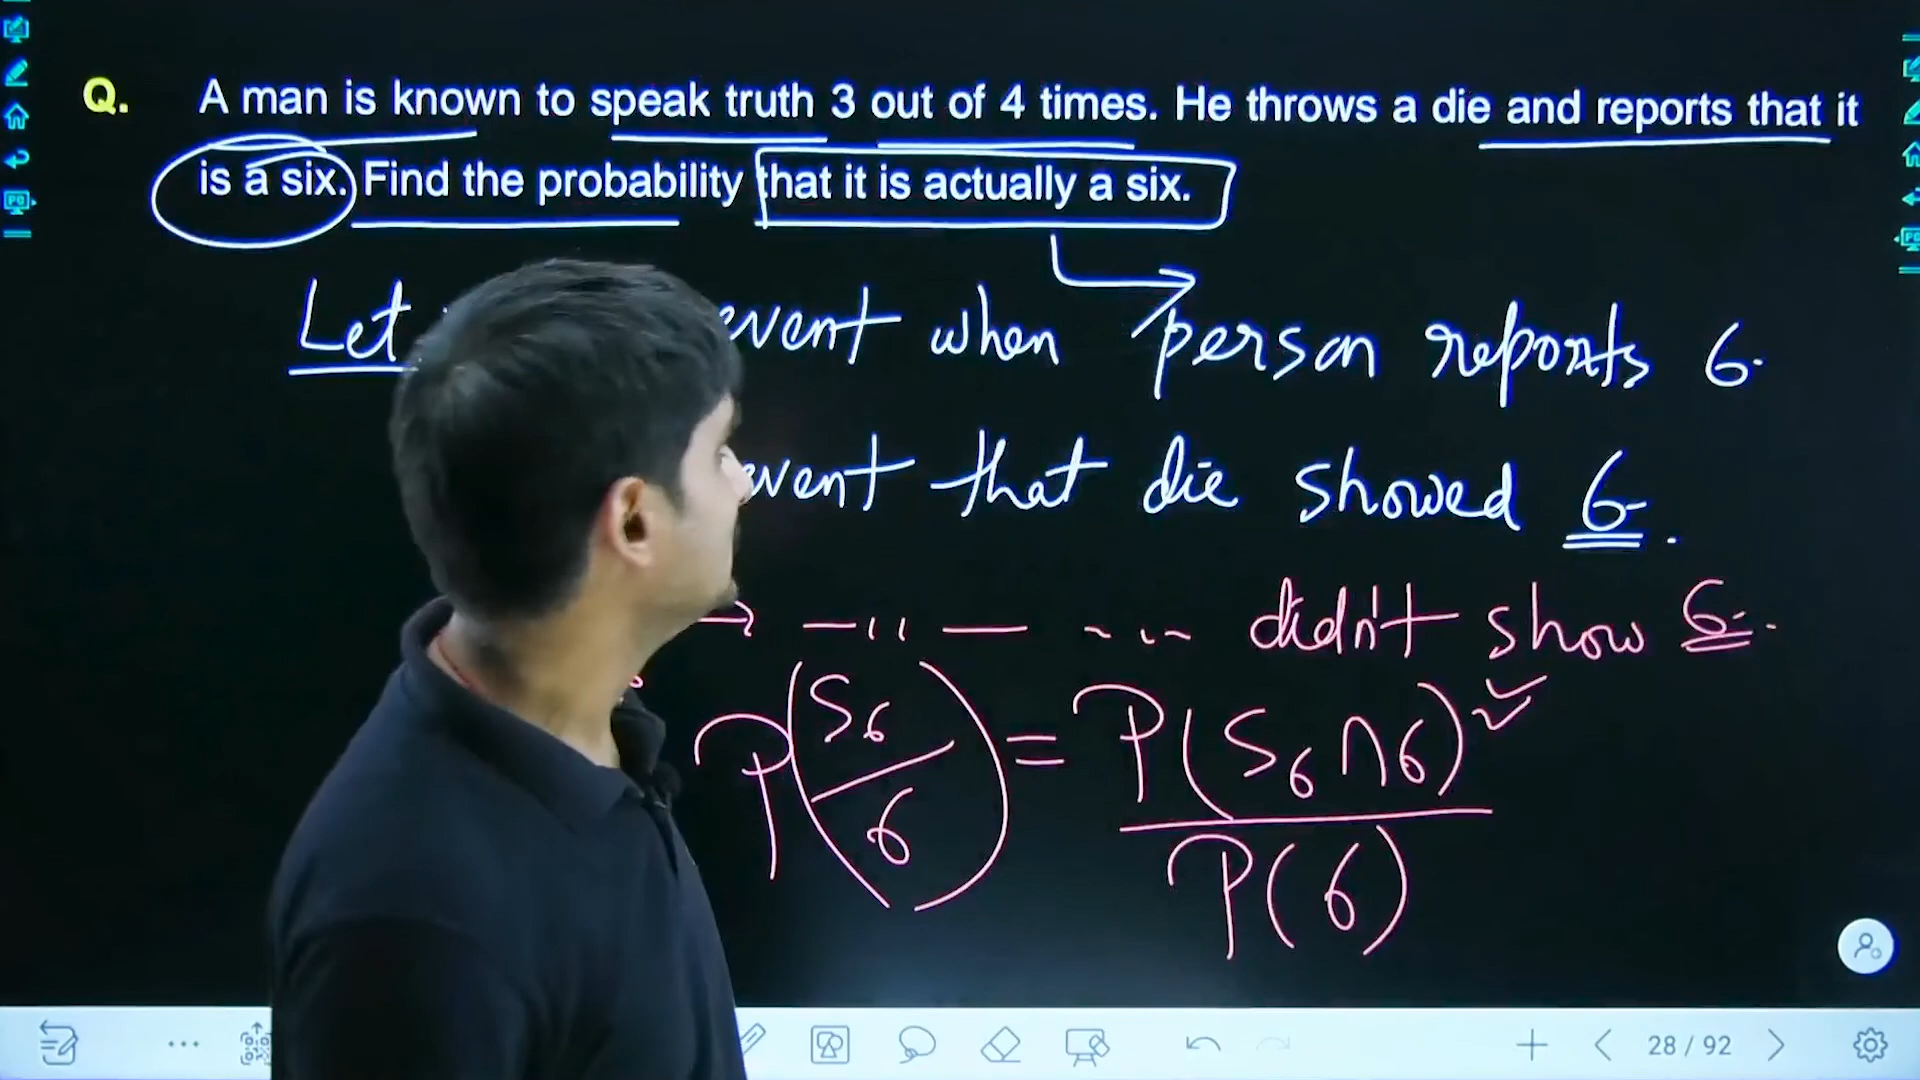 Q. A man is known to speak truth 3 out of 4 times. He throws a die and reports that it
is a six. Find the probability that it is actually a six.
Let event when person reports 6.
event that die showed 6.
→ — ıı — ~ .. ~ didn't show 6.
P(S₆/6) = P(S₆∩6)
P(6)
28 / 92